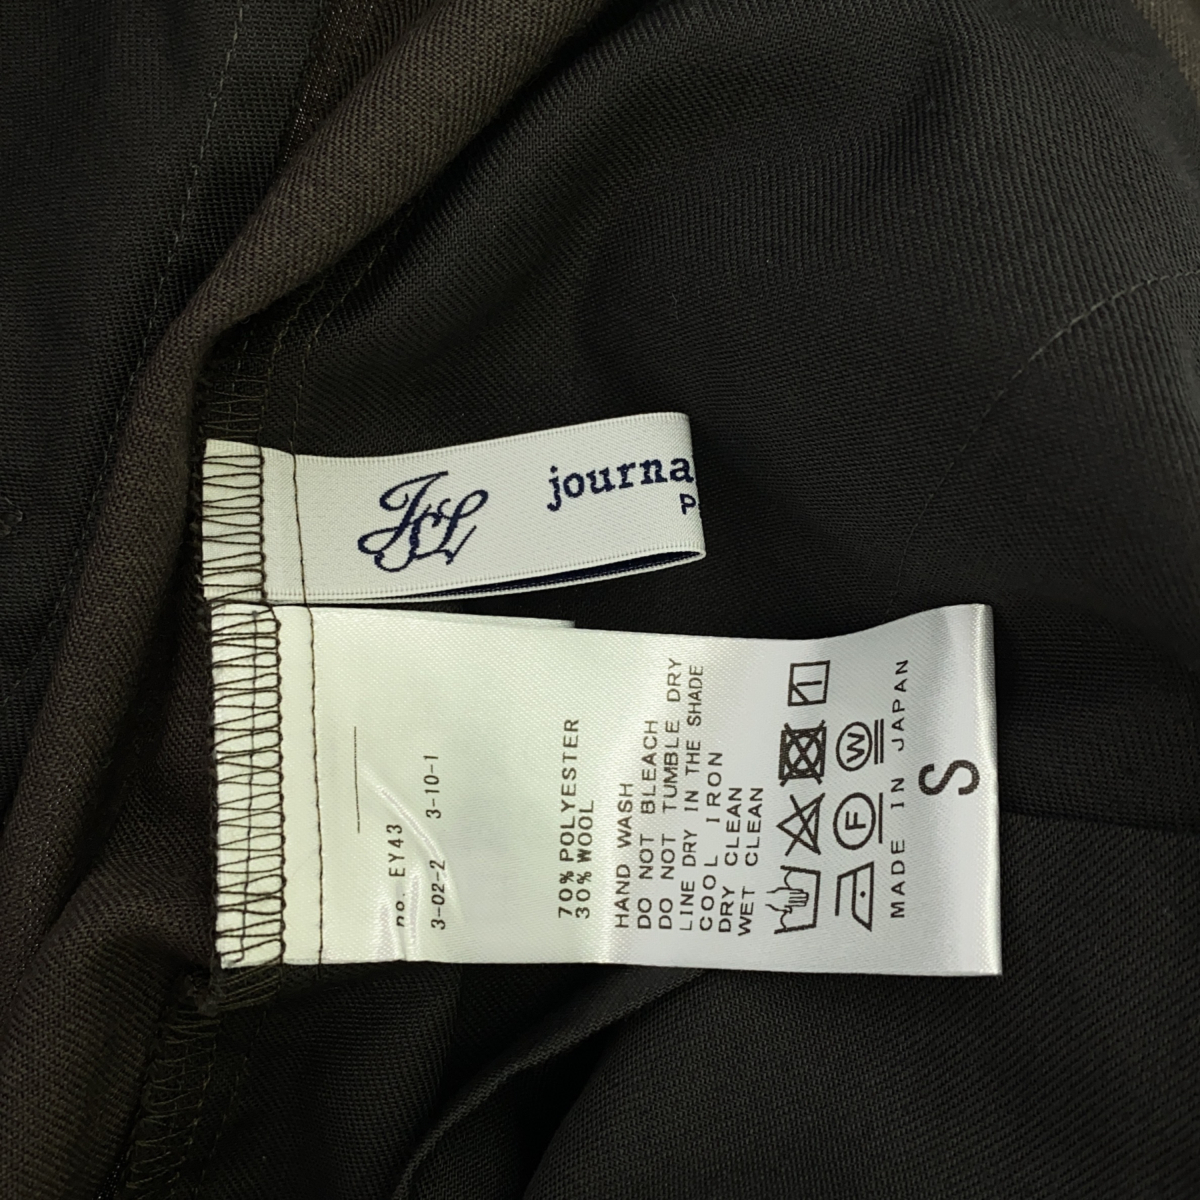 JSL
journa
P
EY43
3-02-2 3-10-1
70% POLYESTER
30% WOOL
HAND WASH
DO NOT BLEACH
DO NOT TUMBLE DRY
LINE DRY IN THE SHADE
COOL IRON
DRY CLEAN
WET CLEAN
F W
MADE IN JAPAN
S